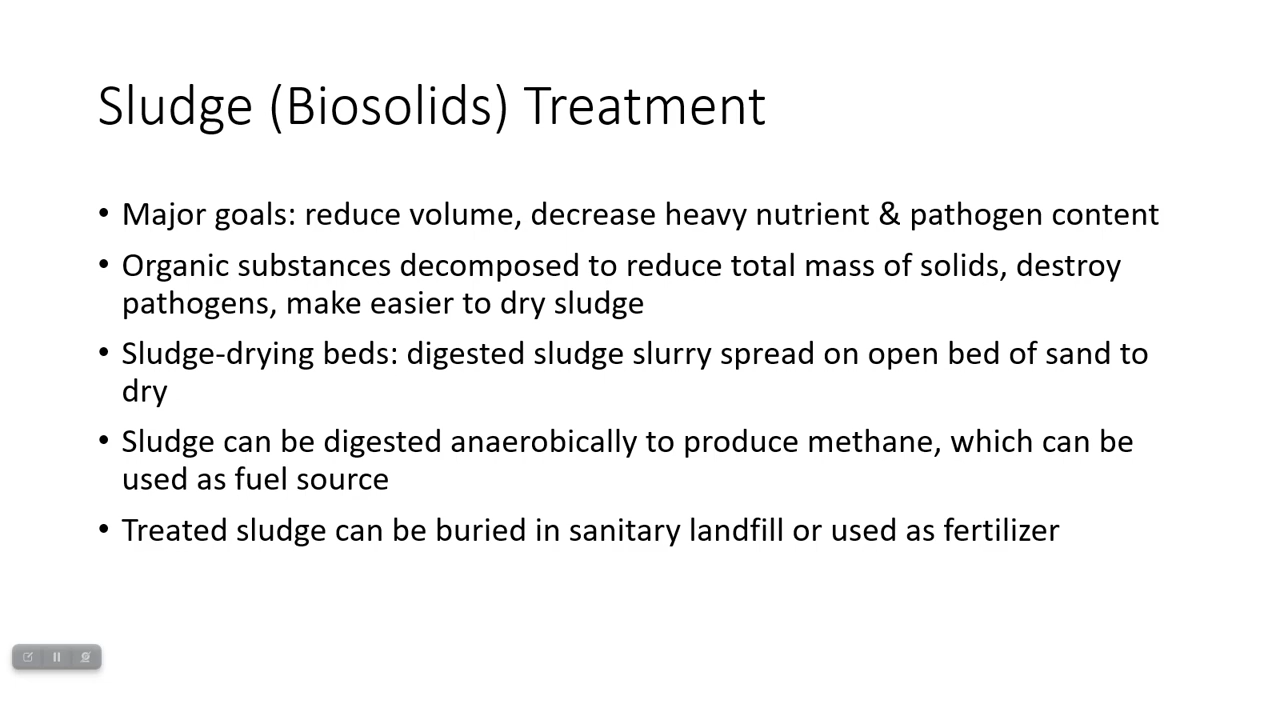 Sludge (Biosolids) Treatment
• Major goals: reduce volume, decrease heavy nutrient & pathogen content
• Organic substances decomposed to reduce total mass of solids, destroy
pathogens, make easier to dry sludge
• Sludge-drying beds: digested sludge slurry spread on open bed of sand to
dry
• Sludge can be digested anaerobically to produce methane, which can be
used as fuel source
• Treated sludge can be buried in sanitary landfill or used as fertilizer